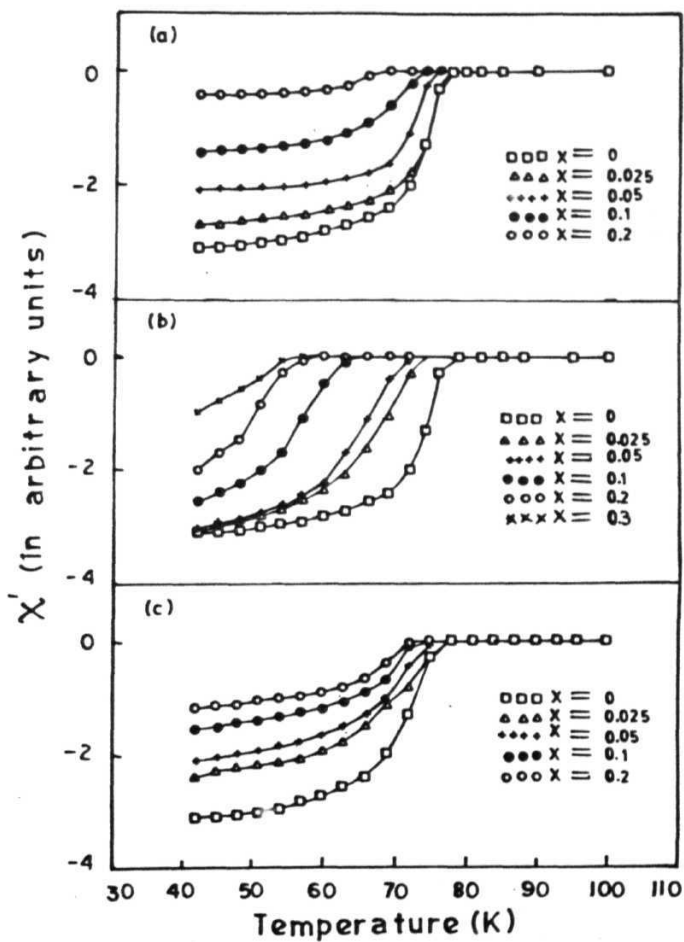 (a)
0
-2
-4
□□□ X = 0
△△△ X = 0.025
+++ X = 0.05
●●● X = 0.1
○○○ X = 0.2
(b)
0
-2
-4
□□□ X = 0
△△△ X = 0.025
+++ X = 0.05
●●● X = 0.1
○○○ X = 0.2
××× X = 0.3
(c)
0
-2
-4
□□□ X = 0
△△△ X = 0.025
+++ X = 0.05
●●● X = 0.1
○○○ X = 0.2
χ' (in arbitrary units)
30 40 50 60 70 80 90 100 110
Temperature (K)